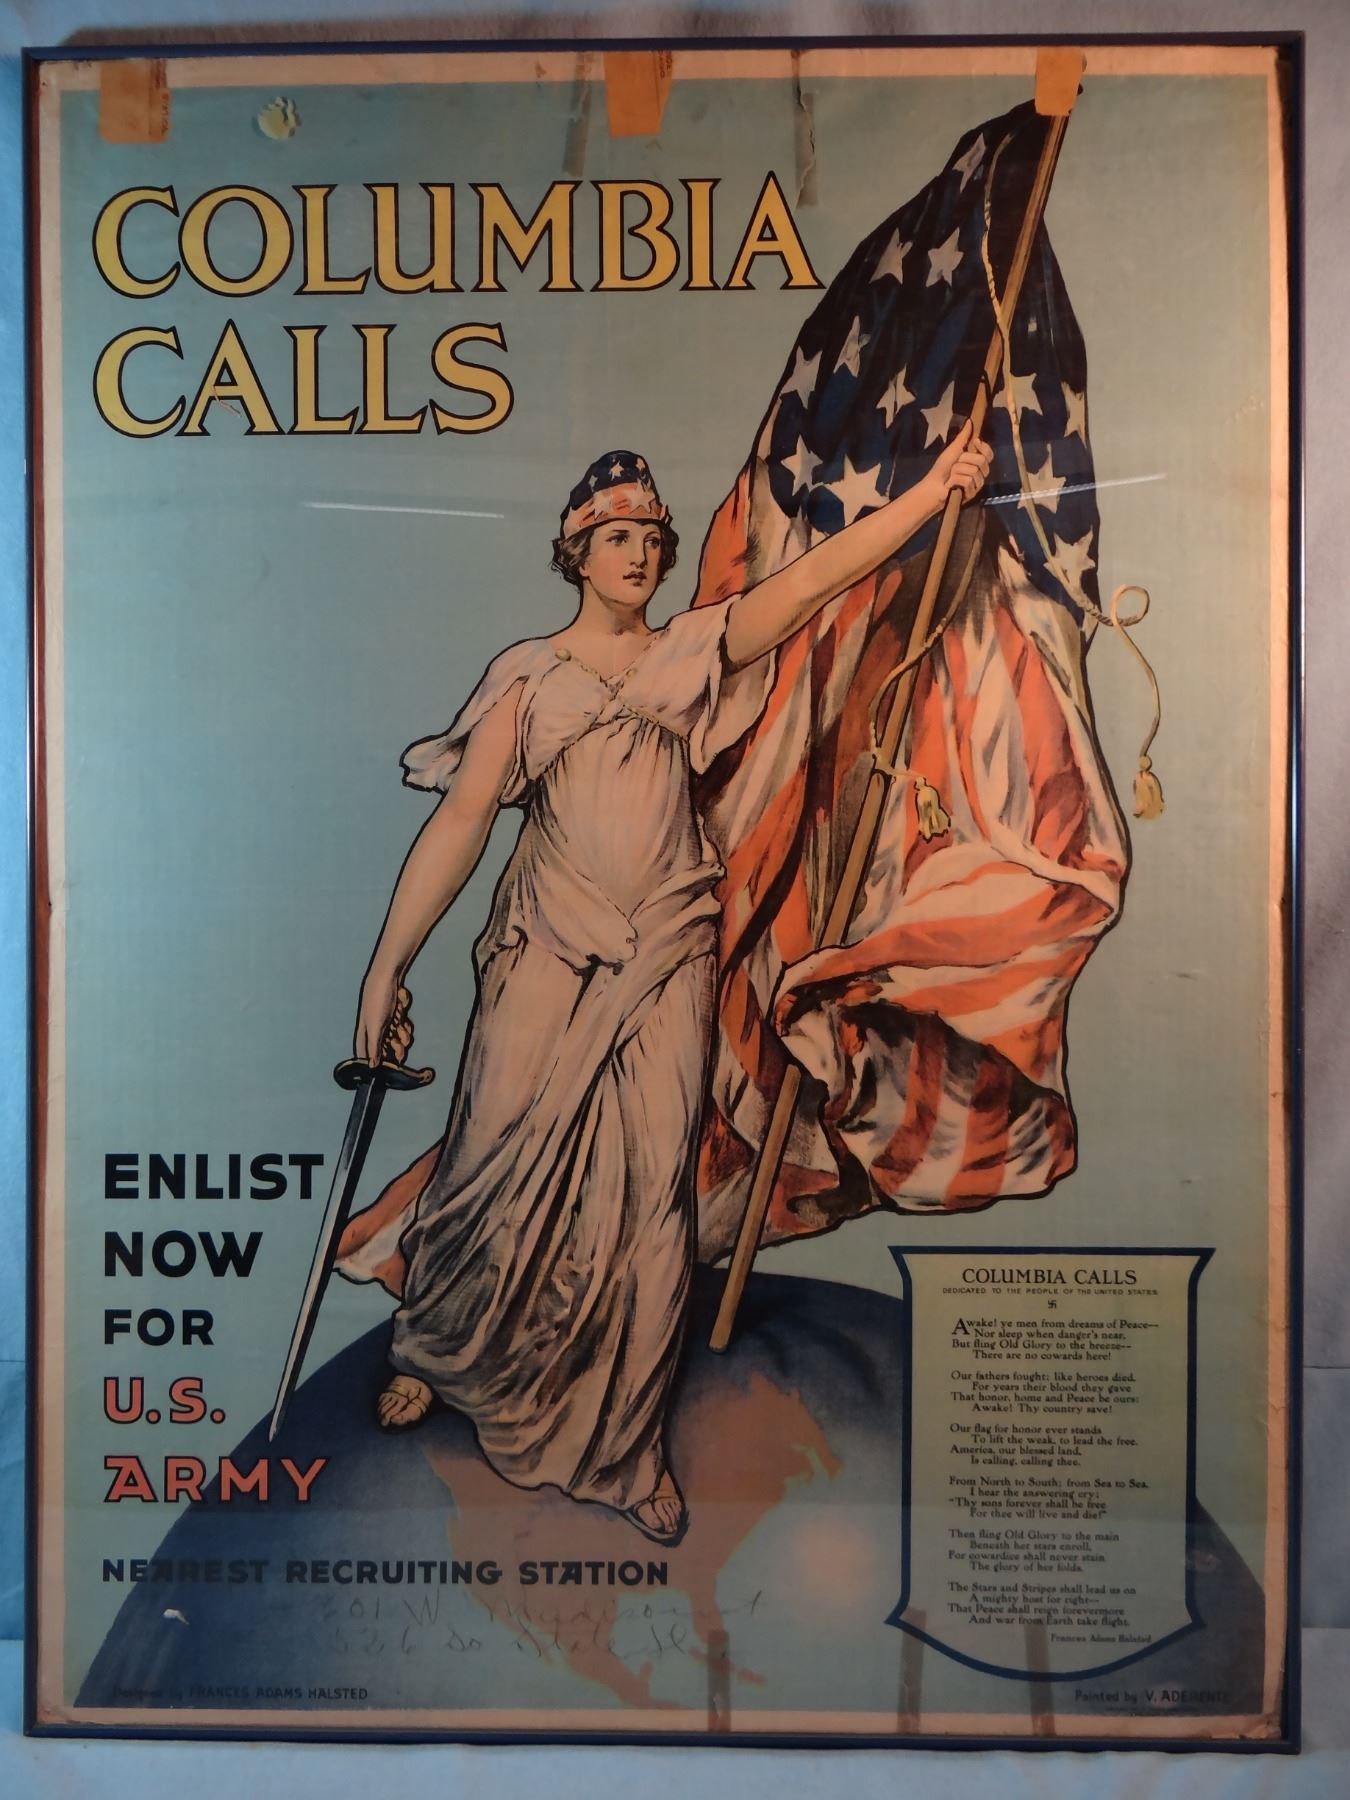 COLUMBIA
CALLS
ENLIST
NOW
FOR
U.S.
ARMY
NEAREST RECRUITING STATION
01 W. Madison
526 So State
COLUMBIA CALLS
DEDICATED TO THE PEOPLE OF THE UNITED STATES
Awake! ye men from dreams of Peace--
Nor sleep when danger's near,
But fling Old Glory to the breeze--
There are no cowards here!
Our fathers fought; like heroes died.
For years their blood they gave
That honor, home and Peace be ours:
Awake! Thy country save!
Our flag for honor ever stands
To lift the weak, to lead the free.
America, our blessed land,
Is calling, calling thee.
From North to South; from Sea to Sea,
I hear the answering cry;
"Thy sons forever shall be free
For thee will live and die!"
Then fling Old Glory to the main
Beneath her stars enroll,
For cowardice shall never stain
The glory of her folds.
The Stars and Stripes shall lead us on
A mighty host for right--
That Peace shall reign forevermore
And war from Earth take flight.
Frances Adams Halsted
Designed by FRANCES ADAMS HALSTED
Painted by V. ADERENTE